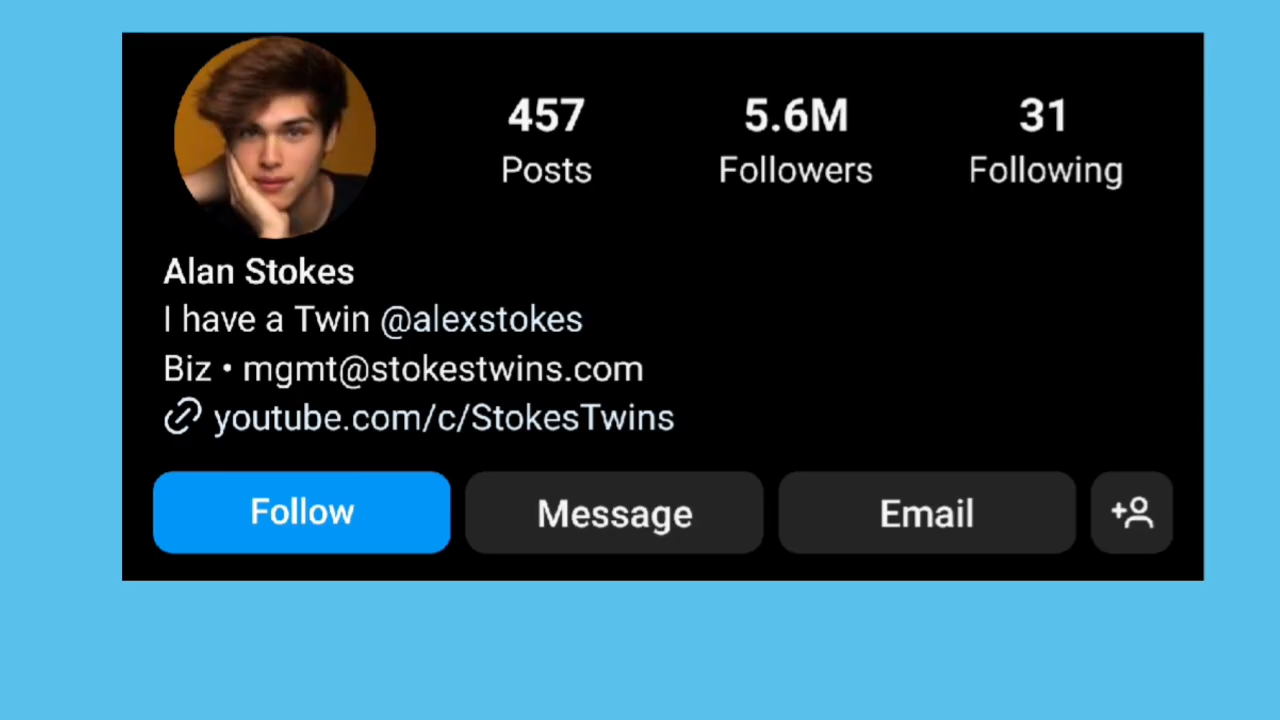 457 5.6M 31
Posts Followers Following
Alan Stokes
I have a Twin @alexstokes
Biz • mgmt@stokestwins.com
youtube.com/c/StokesTwins
Follow Message Email